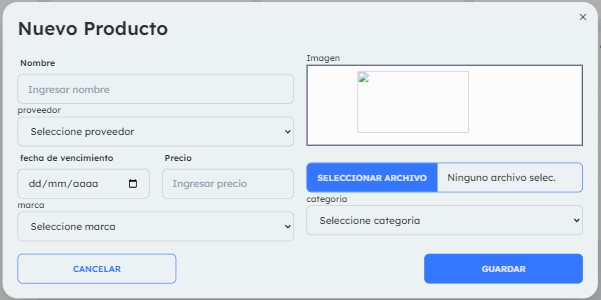 ×
Nuevo Producto
Nombre
Ingresar nombre
proveedor
Seleccione proveedor
fecha de vencimiento Precio
dd/mm/aaaa Ingresar precio
marca
Seleccione marca
Imagen
SELECCIONAR ARCHIVO Ninguno archivo selec.
categoria
Seleccione categoria
CANCELAR GUARDAR